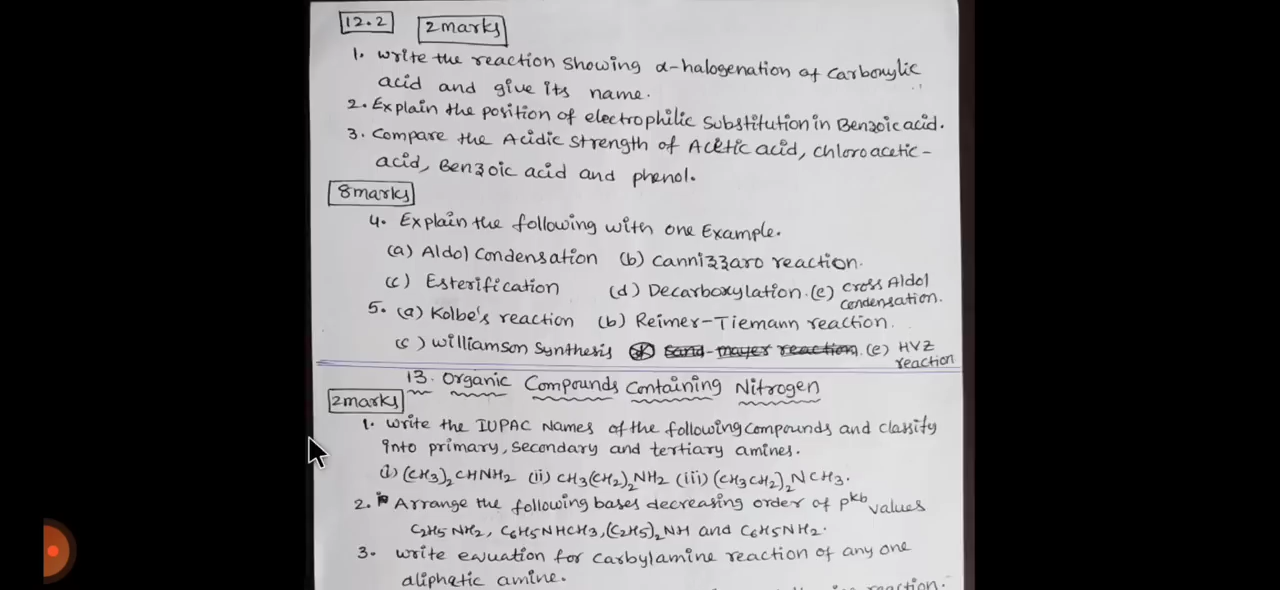 12.2 2marks
1. Write the reaction showing α-halogenation of carboxylic
acid and give its name.
2. Explain the position of electrophilic substitution in Benzoic acid.
3. Compare the Acidic strength of Acetic acid, chloroacetic-
acid, Benzoic acid and phenol.
8marks
4. Explain the following with one Example.
(a) Aldol Condensation (b) Cannizzaro reaction.
(c) Esterification (d) Decarboxylation. (e) cross Aldol
condensation.
5. (a) Kolbe's reaction (b) Reimer-Tiemann reaction.
(c) Williamson Synthesis Sand-mayer reaction. (e) HVZ
reaction
13. Organic Compounds Containing Nitrogen
2marks
1. Write the IUPAC Names of the following compounds and classify
into primary, secondary and tertiary amines.
(i) (CH3)2 CHNH2 (ii) CH3(CH2)2NH2 (iii) (CH3CH2)2NCH3.
2. Arrange the following bases decreasing order of pkb values
C2H5 NH2, C6H5NHCH3, (C2H5)2NH and C6H5NH2.
3. Write equation for carbylamine reaction of any one
aliphatic amine.
reaction.